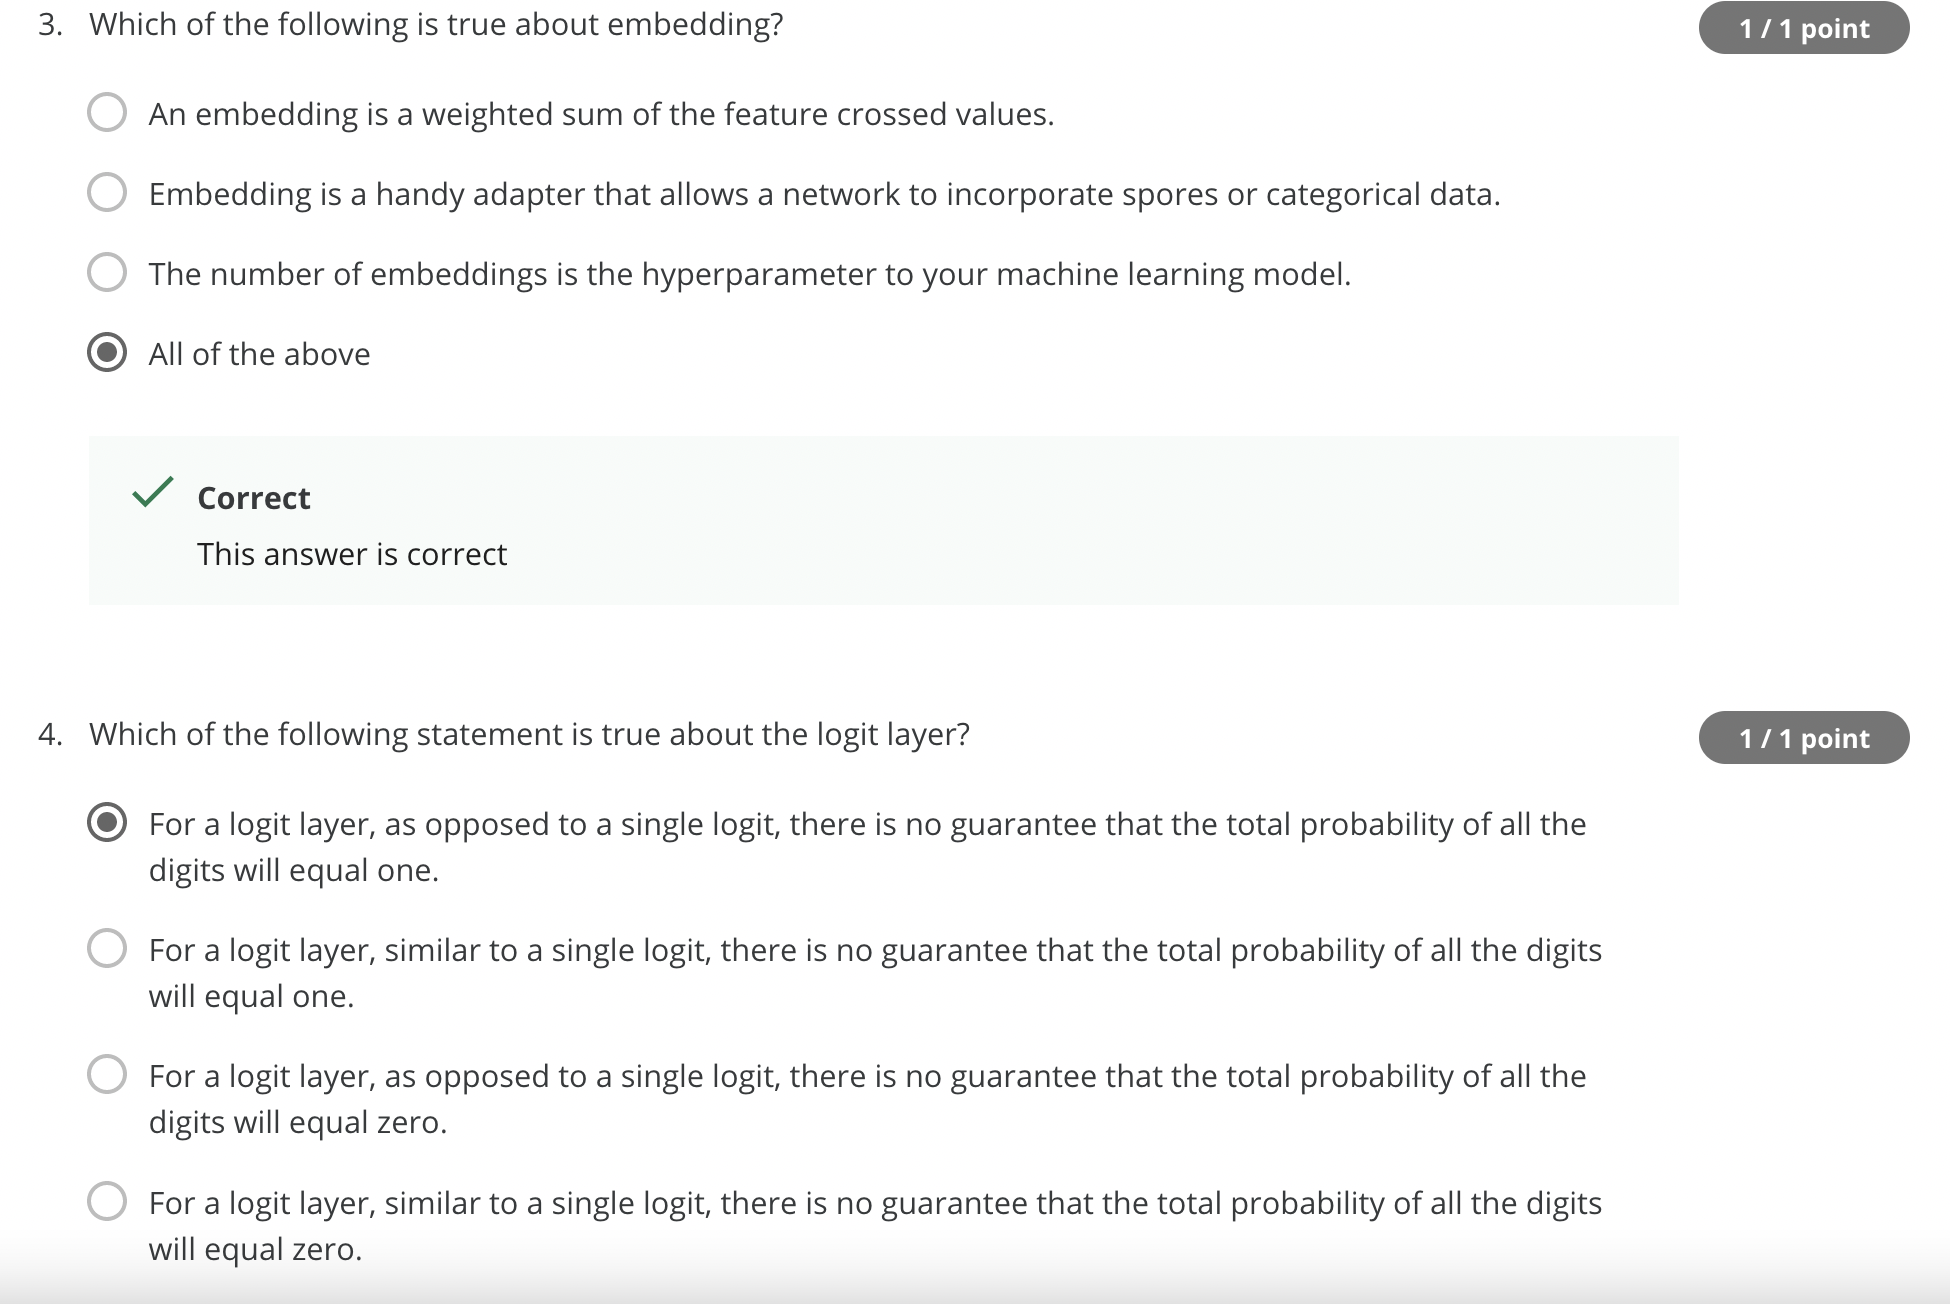 3. Which of the following is true about embedding?
1 / 1 point
An embedding is a weighted sum of the feature crossed values.
Embedding is a handy adapter that allows a network to incorporate spores or categorical data.
The number of embeddings is the hyperparameter to your machine learning model.
All of the above
Correct
This answer is correct
4. Which of the following statement is true about the logit layer?
1 / 1 point
For a logit layer, as opposed to a single logit, there is no guarantee that the total probability of all the
digits will equal one.
For a logit layer, similar to a single logit, there is no guarantee that the total probability of all the digits
will equal one.
For a logit layer, as opposed to a single logit, there is no guarantee that the total probability of all the
digits will equal zero.
For a logit layer, similar to a single logit, there is no guarantee that the total probability of all the digits
will equal zero.